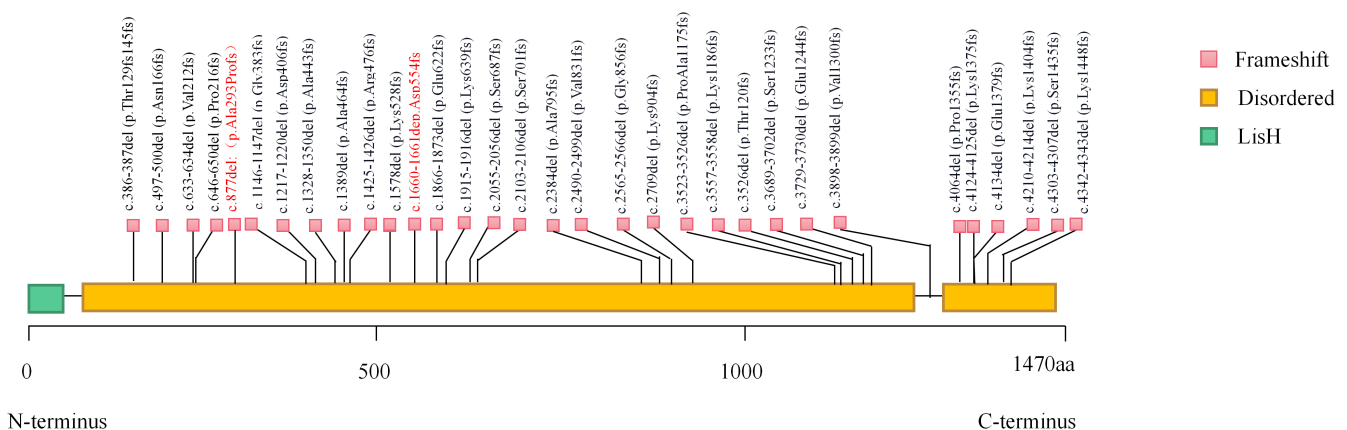 c.386-387del (p.Thr129fs145fs)
c.497-500del (p.Asn166fs)
c.633-634del (p.Val212fs)
c.646-650del (p.Pro216fs)
c.877del:（p.Ala293Profs）
c.1146-1147del (p.Gly383fs)
c.1217-1220del (p.Asp406fs)
c.1328-1350del (p.Ala443fs)
c.1389del (p.Ala464fs)
c.1425-1426del (p.Arg476fs)
c.1578del (p.Lys528fs)
c.1660-1661dep.Asp554fs
c.1866-1873del (p.Glu622fs)
c.1915-1916del (p.Lys639fs)
c.2055-2056del (p.Ser687fs)
c.2103-2106del (p.Ser701fs)
c.2384del (p.Ala795fs)
c.2490-2499del (p.Val831fs)
c.2565-2566del (p.Gly856fs)
c.2709del (p.Lys904fs)
c.3523-3526del (p.ProAla1175fs)
c.3557-3558del (p.Lys1186fs)
c.3526del (p.Thr120fs)
c.3689-3702del (p.Ser1233fs)
c.3729-3730del (p.Glu1244fs)
c.3898-3899del (p.Val1300fs)
c.4064del (p.Pro1355fs)
c.4124-4125del (p.Lys1375fs)
c.4134del (p.Glu1379fs)
c.4210-4214del (p.Lys1404fs)
c.4303-4307del (p.Ser1435fs)
c.4342-4343del (p.Lys1448fs)
Frameshift
Disordered
LisH
0
500
1000
1470aa
N-terminus
C-terminus